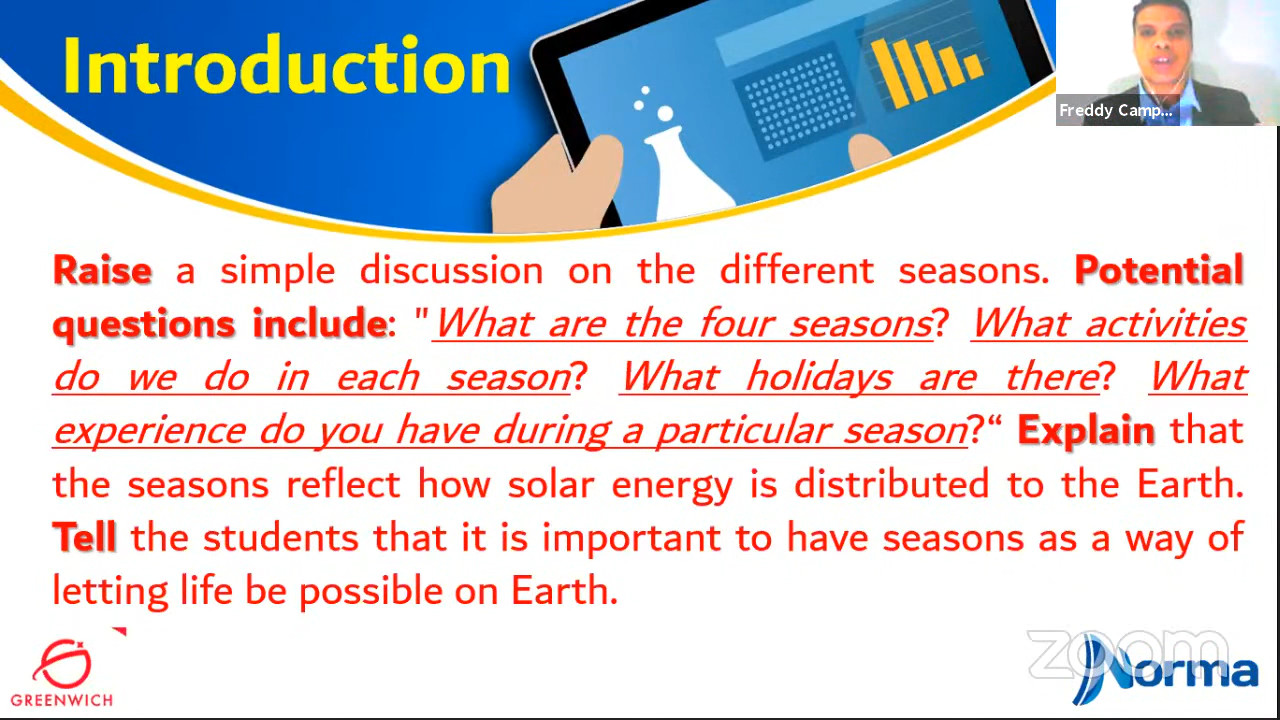 Introduction
Freddy Camp...
Raise a simple discussion on the different seasons. Potential
questions include: "What are the four seasons? What activities
do we do in each season? What holidays are there? What
experience do you have during a particular season?“ Explain that
the seasons reflect how solar energy is distributed to the Earth.
Tell the students that it is important to have seasons as a way of
letting life be possible on Earth.
GREENWICH
zoom
Norma